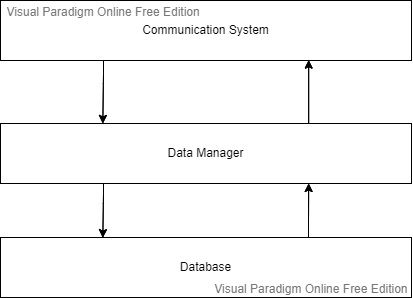 Visual Paradigm Online Free Edition
Communication System
Data Manager
Database
Visual Paradigm Online Free Edition